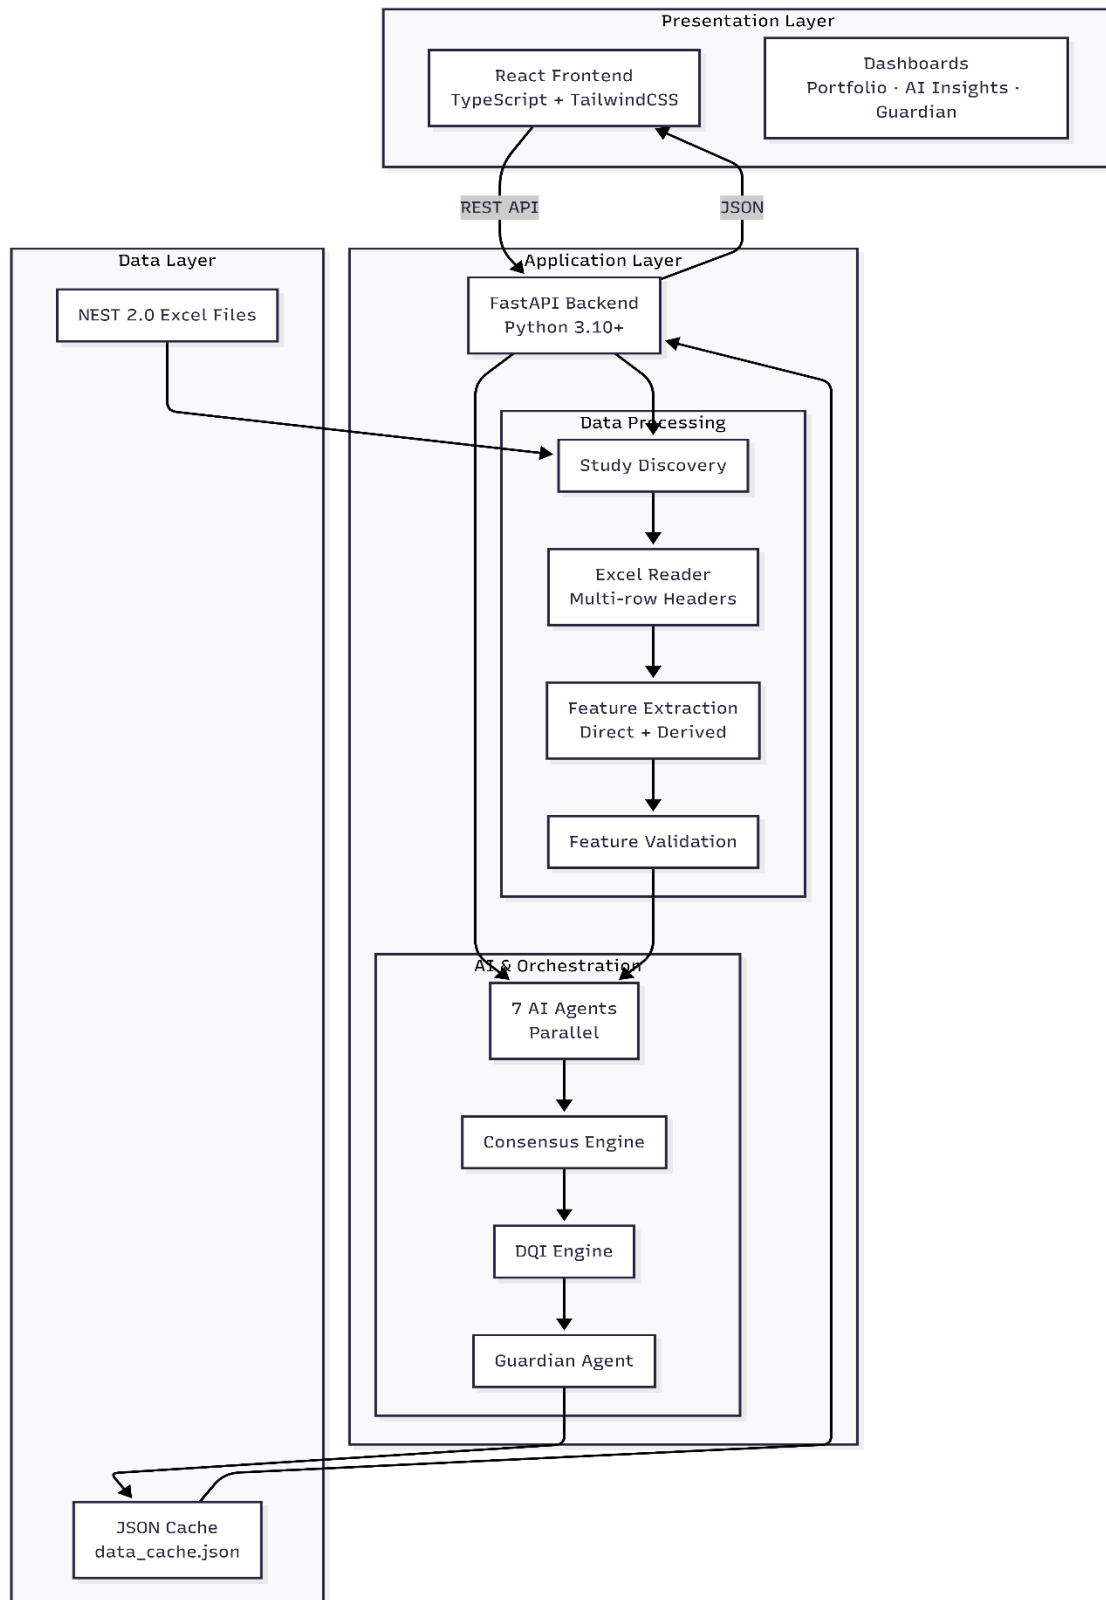 Presentation Layer
React Frontend
TypeScript + TailwindCSS
Dashboards
Portfolio · AI Insights ·
Guardian
REST API
JSON
Data Layer
NEST 2.0 Excel Files
Application Layer
FastAPI Backend
Python 3.10+
Data Processing
Study Discovery
Excel Reader
Multi-row Headers
Feature Extraction
Direct + Derived
Feature Validation
AI & Orchestration
7 AI Agents
Parallel
Consensus Engine
DQI Engine
Guardian Agent
JSON Cache
data_cache.json